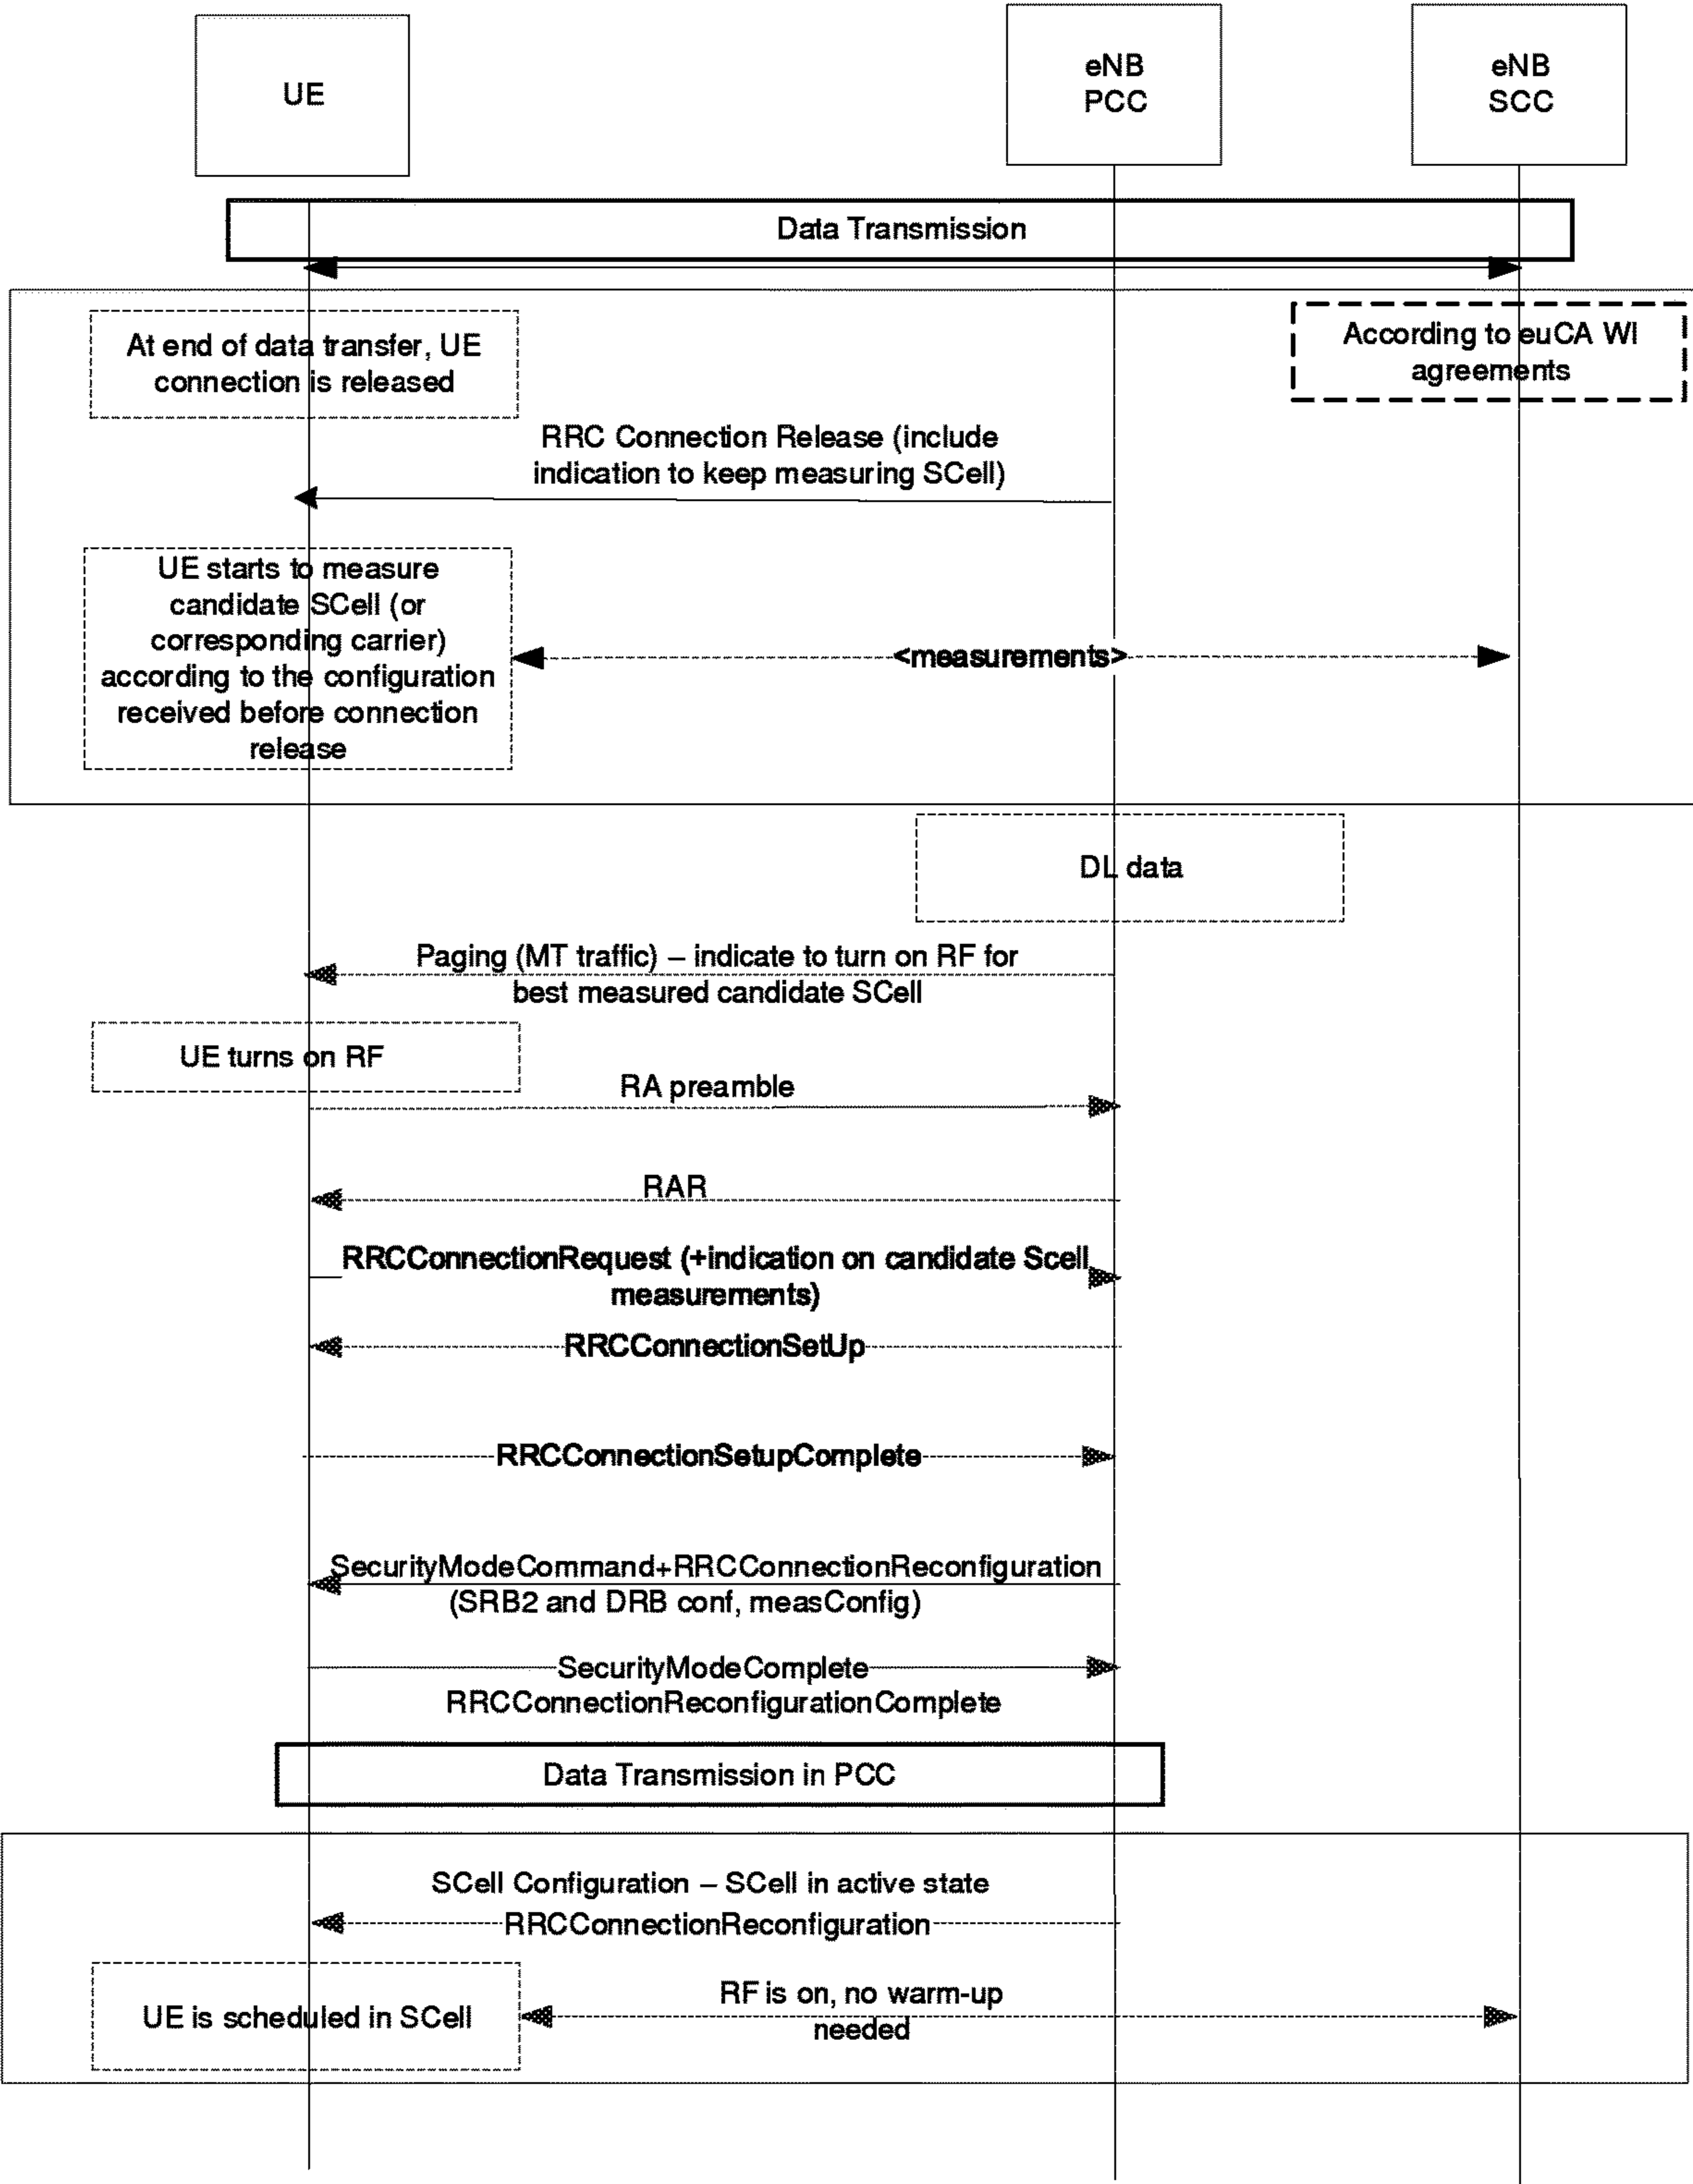 UE
eNB
PCC
eNB
SCC
Data Transmission
At end of data transfer, UE
connection is released
According to euCA WI
agreements
RRC Connection Release (include
indication to keep measuring SCell)
UE starts to measure
candidate SCell (or
corresponding carrier)
according to the configuration
received before connection
release
<measurements>
DL data
Paging (MT traffic) – indicate to turn on RF for
best measured candidate SCell
UE turns on RF
RA preamble
RAR
RRCConnectionRequest (+indication on candidate Scell
measurements)
RRCConnectionSetUp
RRCConnectionSetupComplete
SecurityModeCommand+RRCConnectionReconfiguration
(SRB2 and DRB conf, measConfig)
SecurityModeComplete
RRCConnectionReconfigurationComplete
Data Transmission in PCC
SCell Configuration – SCell in active state
RRCConnectionReconfiguration
UE is scheduled in SCell
RF is on, no warm-up
needed